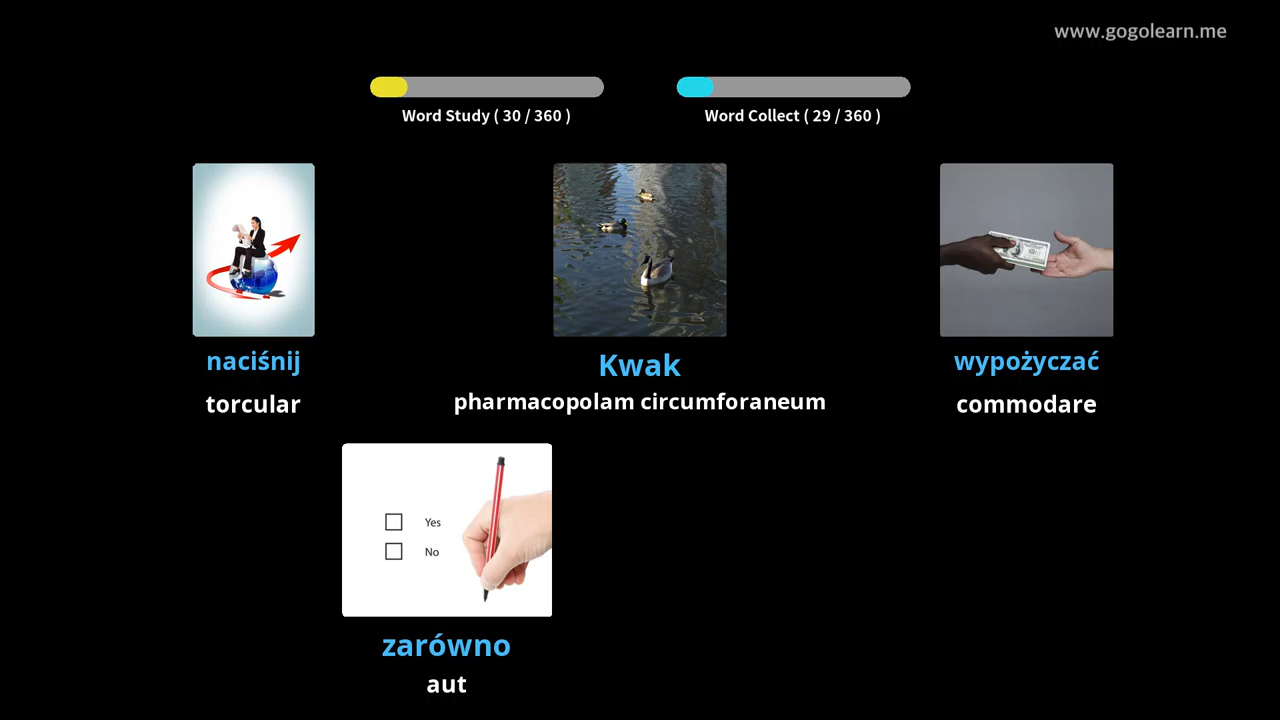 www.gogolearn.me
Word Study ( 30 / 360 )
Word Collect ( 29 / 360 )
naciśnij
torcular
Kwak
pharmacopolam circumforaneum
wypożyczać
commodare
Yes
No
zarówno
aut